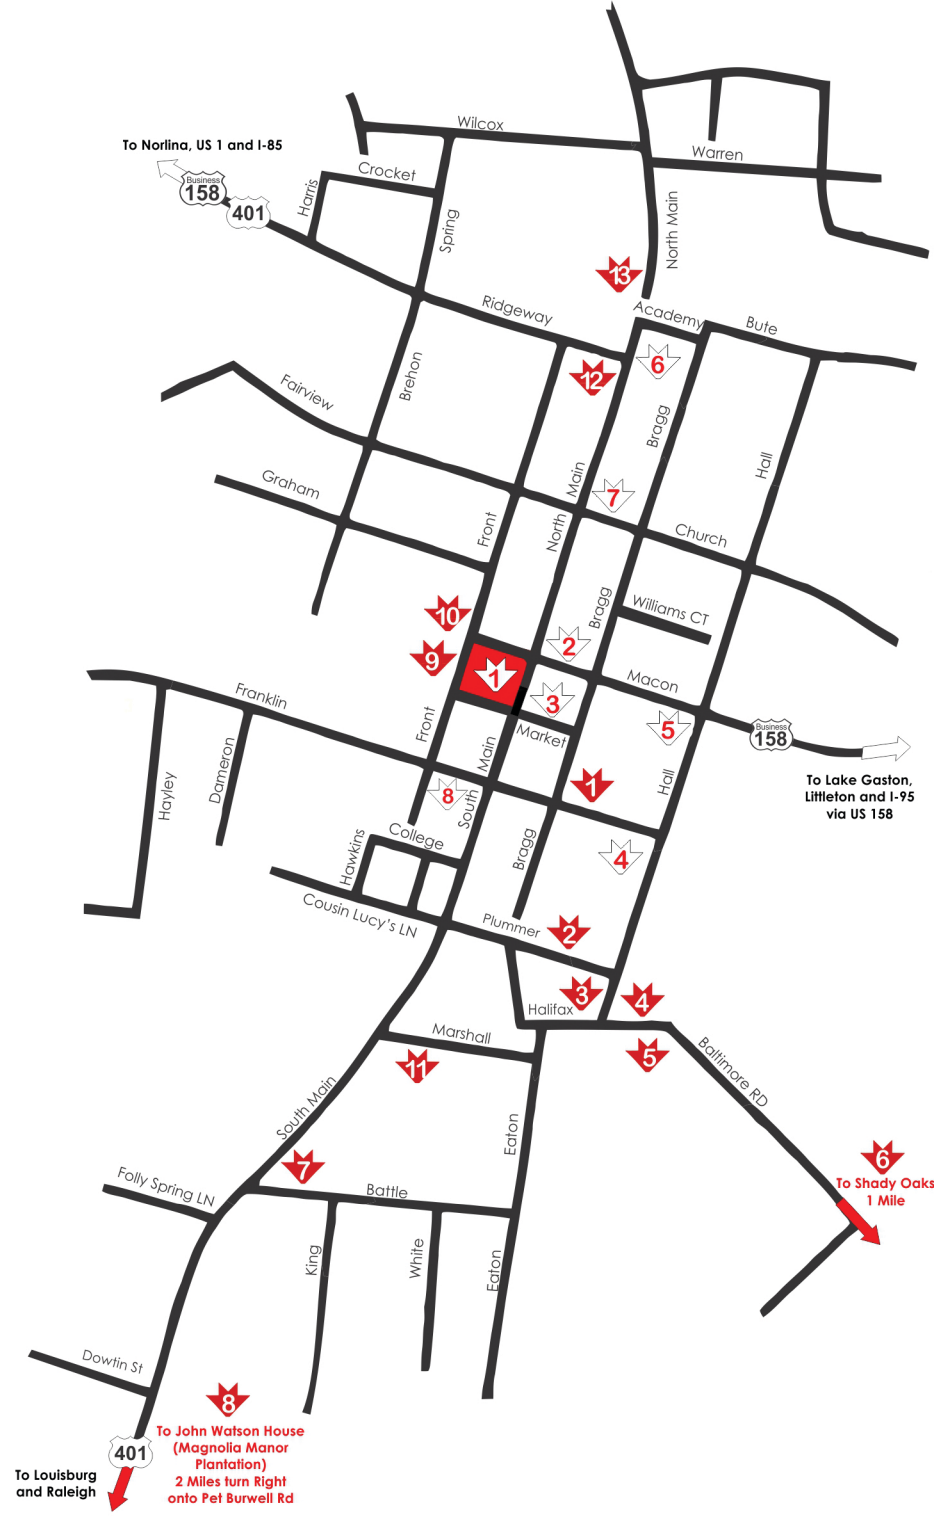 Wilcox
To Norlina, US 1 and I-85
Warren
Crocket
Business
158
401
Harris
Spring
North Main
13
Ridgeway
Academy
Bute
6
12
Brehon
Fairview
Bragg
Hall
Main
7
Graham
Front
North
Church
Bragg
Williams CT
10
2
9
1
Macon
3
Franklin
5
Front
Market
Business
158
Main
Dameron
Hayley
Hall
1
To Lake Gaston,
Littleton and I-95
via US 158
8
South
College
Bragg
Hawkins
4
Cousin Lucy's LN
Plummer
2
3
4
Halifax
Marshall
5
Baltimore RD
11
South Main
Eaton
7
6
To Shady Oaks
1 Mile
Folly Spring LN
Battle
King
White
Eaton
Dowtin St
8
To John Watson House
(Magnolia Manor
Plantation)
2 Miles turn Right
onto Pet Burwell Rd
401
To Louisburg
and Raleigh